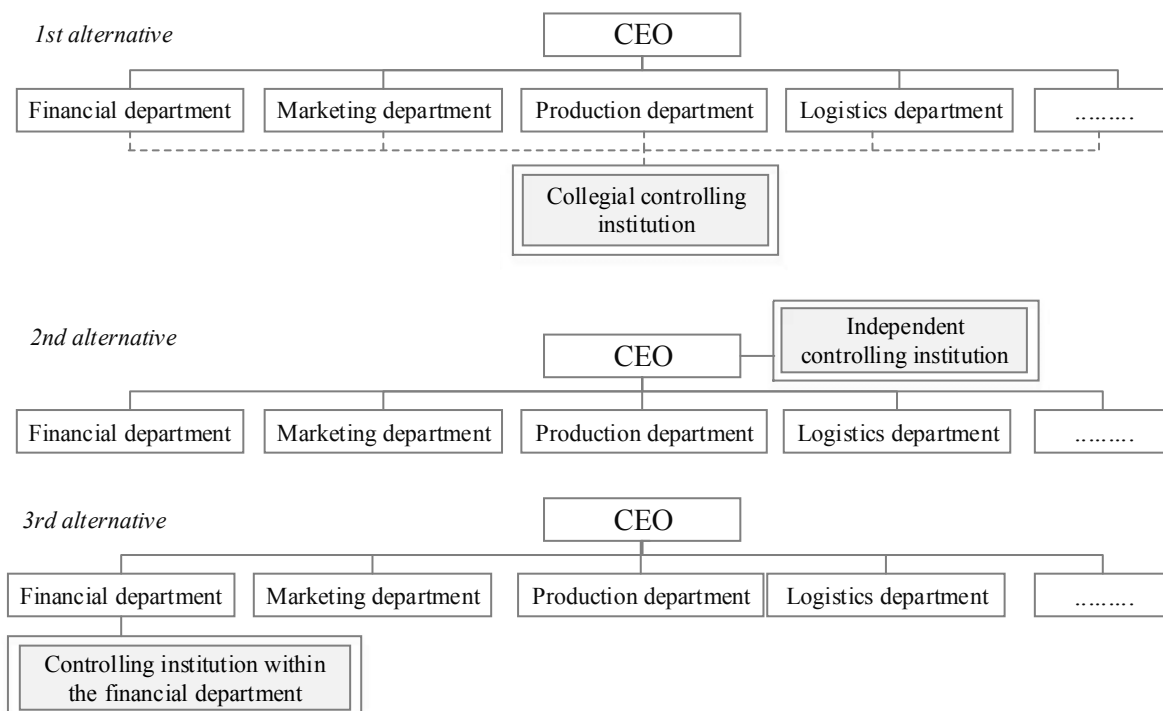 1st alternative
CEO
Financial department
Marketing department
Production department
Logistics department
..........
Collegial controlling
institution
2nd alternative
CEO
Independent
controlling institution
Financial department
Marketing department
Production department
Logistics department
..........
3rd alternative
CEO
Financial department
Marketing department
Production department
Logistics department
..........
Controlling institution within
the financial department